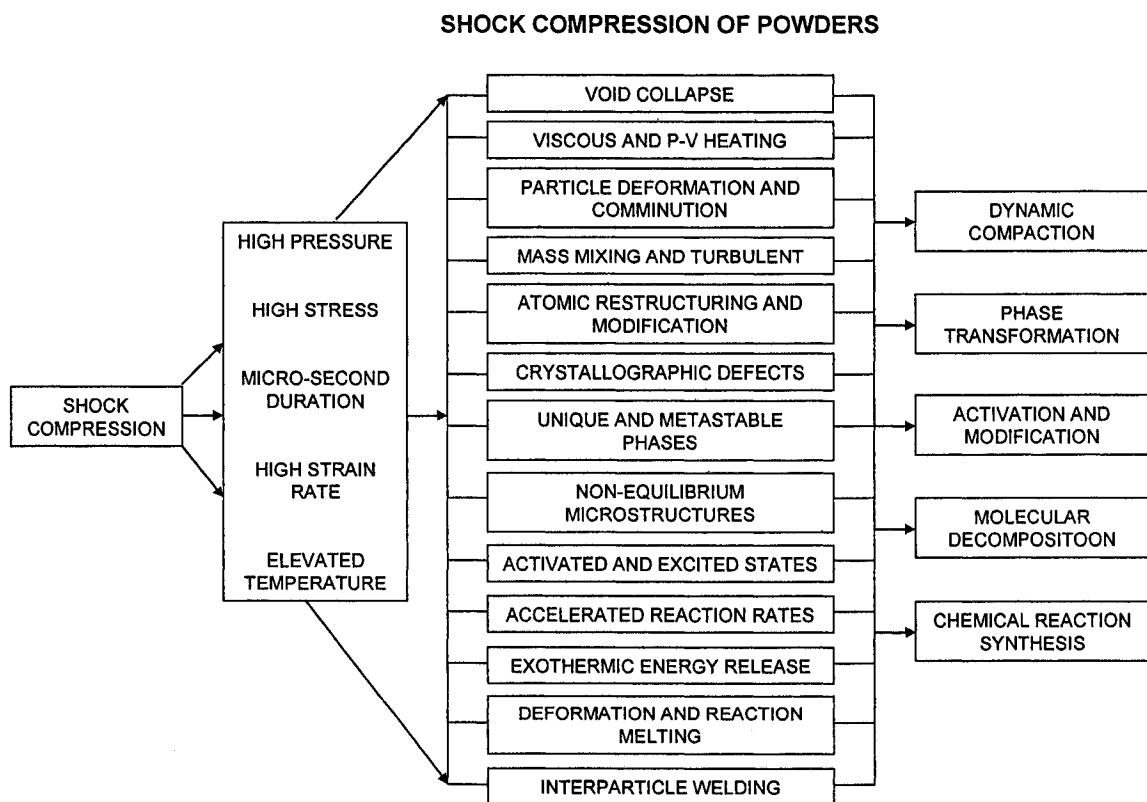 SHOCK COMPRESSION OF POWDERS
SHOCK
COMPRESSION
HIGH PRESSURE
HIGH STRESS
MICRO-SECOND
DURATION
HIGH STRAIN
RATE
ELEVATED
TEMPERATURE
VOID COLLAPSE
VISCOUS AND P-V HEATING
PARTICLE DEFORMATION AND
COMMINUTION
MASS MIXING AND TURBULENT
ATOMIC RESTRUCTURING AND
MODIFICATION
CRYSTALLOGRAPHIC DEFECTS
UNIQUE AND METASTABLE
PHASES
NON-EQUILIBRIUM
MICROSTRUCTURES
ACTIVATED AND EXCITED STATES
ACCELERATED REACTION RATES
EXOTHERMIC ENERGY RELEASE
DEFORMATION AND REACTION
MELTING
INTERPARTICLE WELDING
DYNAMIC
COMPACTION
PHASE
TRANSFORMATION
ACTIVATION AND
MODIFICATION
MOLECULAR
DECOMPOSITOON
CHEMICAL REACTION
SYNTHESIS